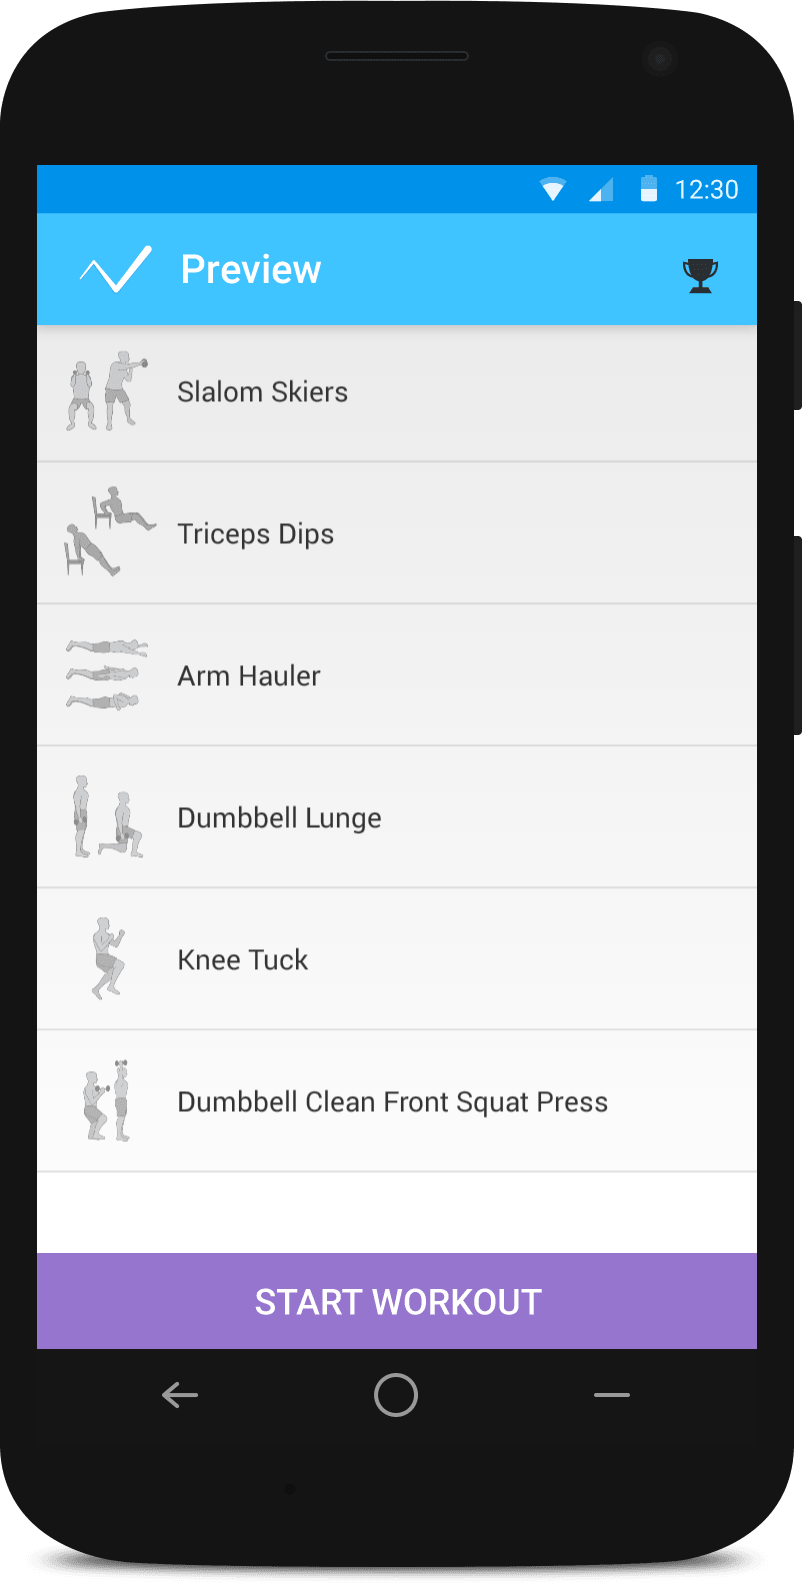 12:30
Preview
Slalom Skiers
Triceps Dips
Arm Hauler
Dumbbell Lunge
Knee Tuck
Dumbbell Clean Front Squat Press
START WORKOUT